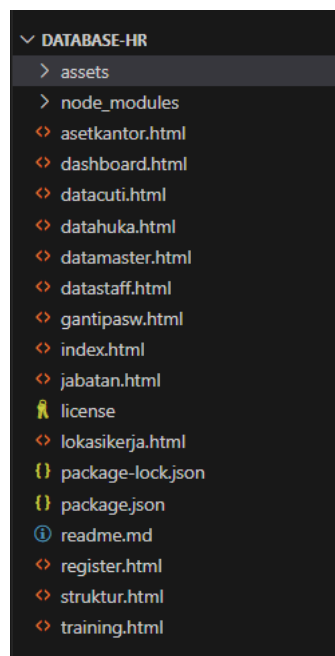 DATABASE-HR
assets
node_modules
asetkantor.html
dashboard.html
datacuti.html
datahuka.html
datamaster.html
datastaff.html
gantipasw.html
index.html
jabatan.html
license
lokasikerja.html
package-lock.json
package.json
readme.md
register.html
struktur.html
training.html